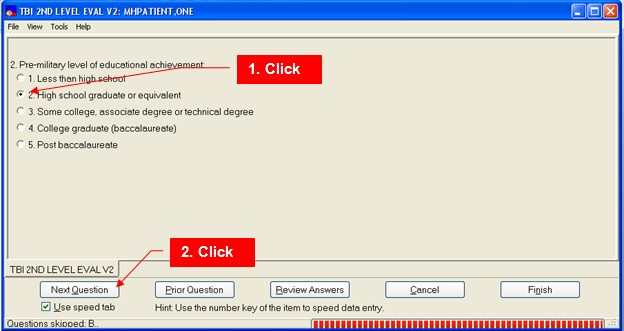 TBI 2ND LEVEL EVAL V2: MHPATIENT,ONE
File View Tools Help
2. Pre-military level of educational achievement:
1. Click
1. Less than high school
2. High school graduate or equivalent
3. Some college, associate degree or technical degree
4. College graduate (baccalaureate)
5. Post baccalaureate
2. Click
TBI 2ND LEVEL EVAL V2
Next Question Prior Question Review Answers Cancel Finish
Use speed tab Hint: Use the number key of the item to speed data entry.
Questions skipped: B..